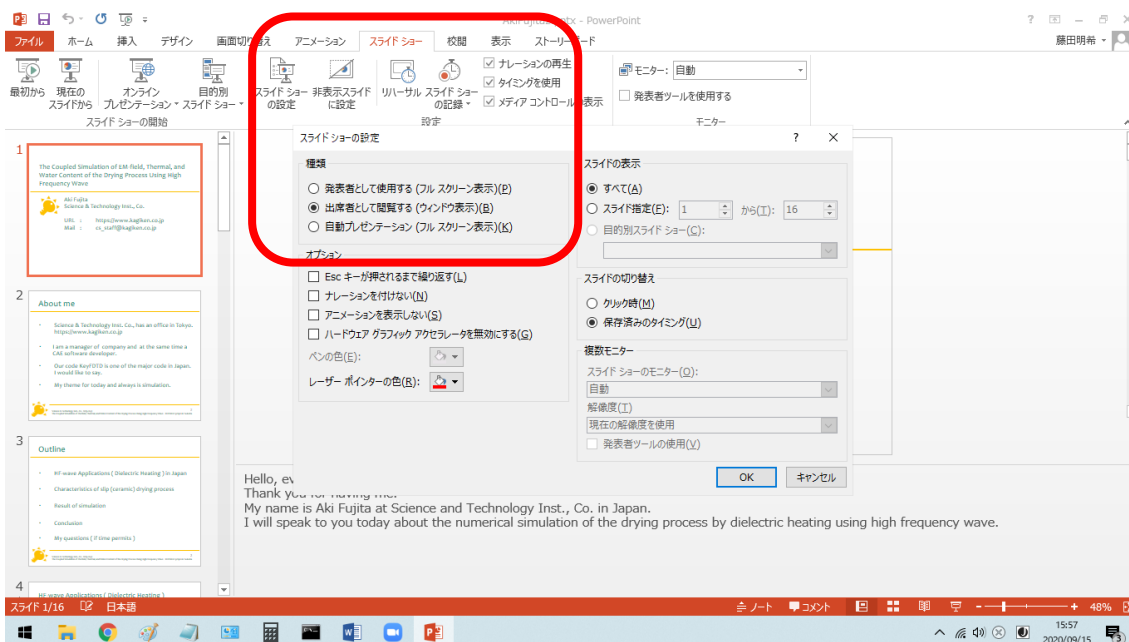 AkiFujita.pptx - PowerPoint
ファイル ホーム 挿入 デザイン 画面切り替え アニメーション スライド ショー 校閲 表示 ストーリーボード
藤田明希
最初から
現在の
スライドから
オンライン
プレゼンテーション
目的別
スライド ショー
スライド ショーの開始
スライド ショー
の設定
非表示スライド
に設定
リハーサル
スライド ショー
の記録
ナレーションの再生
タイミングを使用
メディア コントロールの表示
設定
モニター: 自動
発表者ツールを使用する
モニター
スライド ショーの設定
種類
発表者として使用する (フル スクリーン表示)(P)
出席者として閲覧する (ウィンドウ表示)(B)
自動プレゼンテーション (フル スクリーン表示)(K)
オプション
Esc キーが押されるまで繰り返す(L)
ナレーションを付けない(N)
アニメーションを表示しない(S)
ハードウェア グラフィック アクセラレータを無効にする(G)
ペンの色(E):
レーザー ポインターの色(R):
スライドの表示
すべて(A)
スライド指定(F): 1 から(T): 16
目的別スライド ショー(C):
スライドの切り替え
クリック時(M)
保存済みのタイミング(U)
複数モニター
スライド ショーのモニター(O):
自動
解像度(T)
現在の解像度を使用
発表者ツールの使用(V)
OK キャンセル
1
The Coupled Simulation of EM-field, Thermal, and
Water Content of the Drying Process Using High
Frequency Wave
Aki Fujita
Science & Technology Inst., Co.
URL : https://www.kagiken.co.jp
Mail : cs_staff@kagiken.co.jp
2
About me
Science & Technology Inst. Co., has an office in Tokyo.
https://www.kagiken.co.jp
I am a manager of company and at the same time a
CAE software developer.
Our code KeyFDTD is one of the major code in Japan.
I would like to say.
My theme for today and always is simulation.
3
Outline
HF-wave Applications ( Dielectric Heating ) in Japan
Characteristics of slip (ceramic) drying process
Result of simulation
Conclusion
My questions ( if time permits )
4
HF-wave Applications ( Dielectric Heating )
Hello, ev
Thank you for having me.
My name is Aki Fujita at Science and Technology Inst., Co. in Japan.
I will speak to you today about the numerical simulation of the drying process by dielectric heating using high frequency wave.
スライド 1/16 日本語 ノート コメント 48%
15:57
2020/09/15